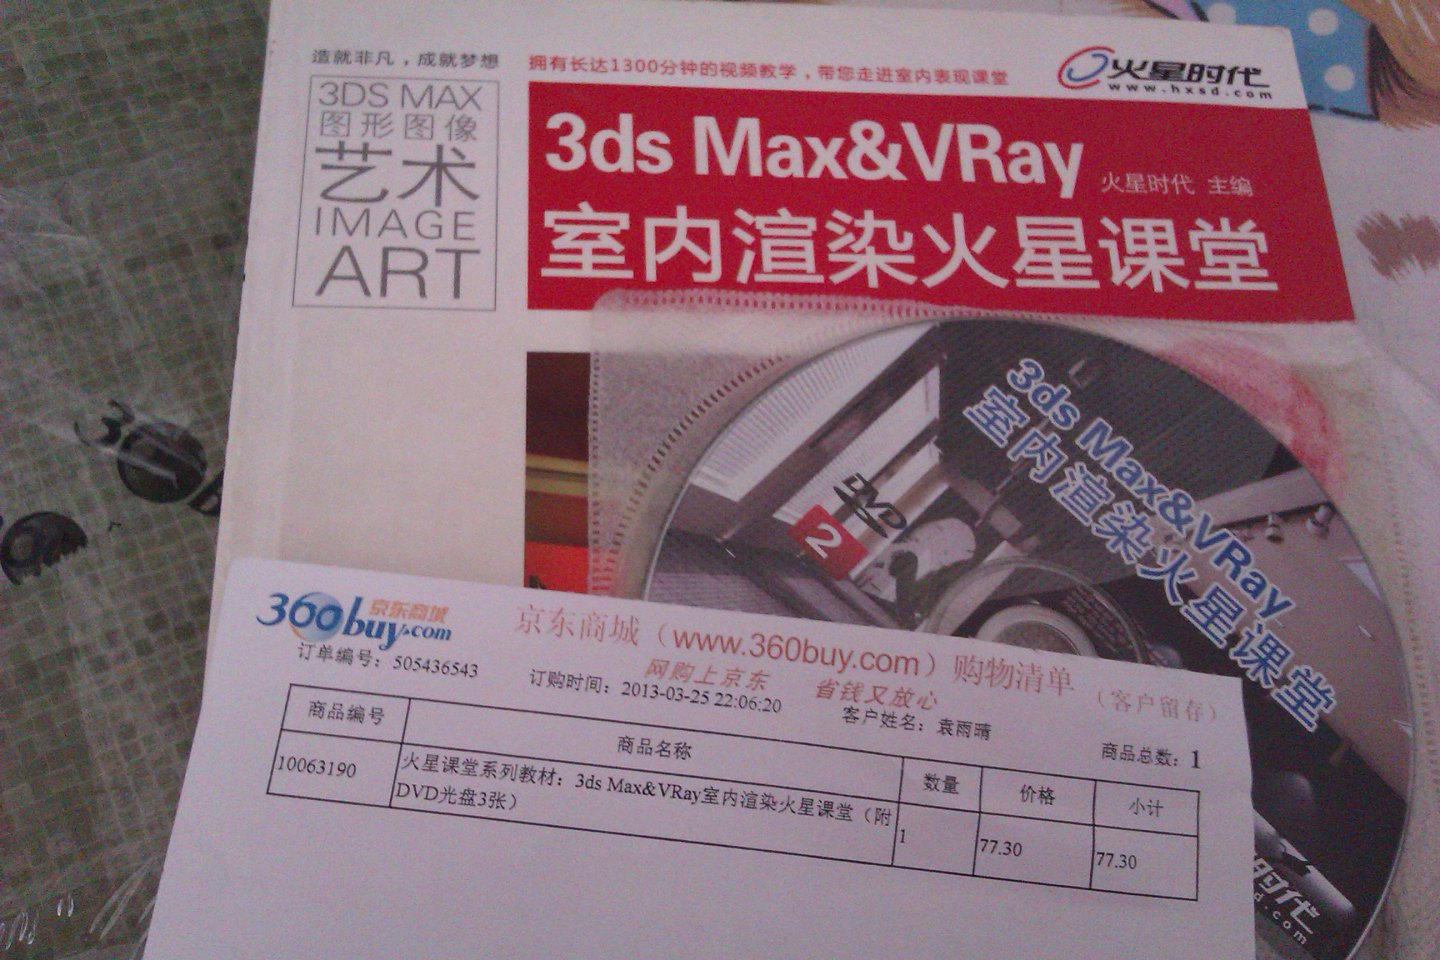 造就非凡，成就梦想
拥有长达1300分钟的视频教学，带您走进室内表现课堂
火星时代
www.hxsd.com
3DS MAX
图形图像
艺术
IMAGE
ART
3ds Max&VRay
火星时代 主编
室内渲染火星课堂
3ds Max&VRay
室内渲染火星课堂
DVD
2
时代
d.com
360buy.com 京东商城
京东商城（www.360buy.com）购物清单
（客户留存）
网购上京东 省钱又放心
订单编号：505436543
订购时间：2013-03-25 22:06:20
客户姓名：袁雨晴
商品总数：1
商品编号 商品名称 数量 价格 小计
10063190 火星课堂系列教材：3ds Max&VRay室内渲染火星课堂（附 1 77.30 77.30
DVD光盘3张）